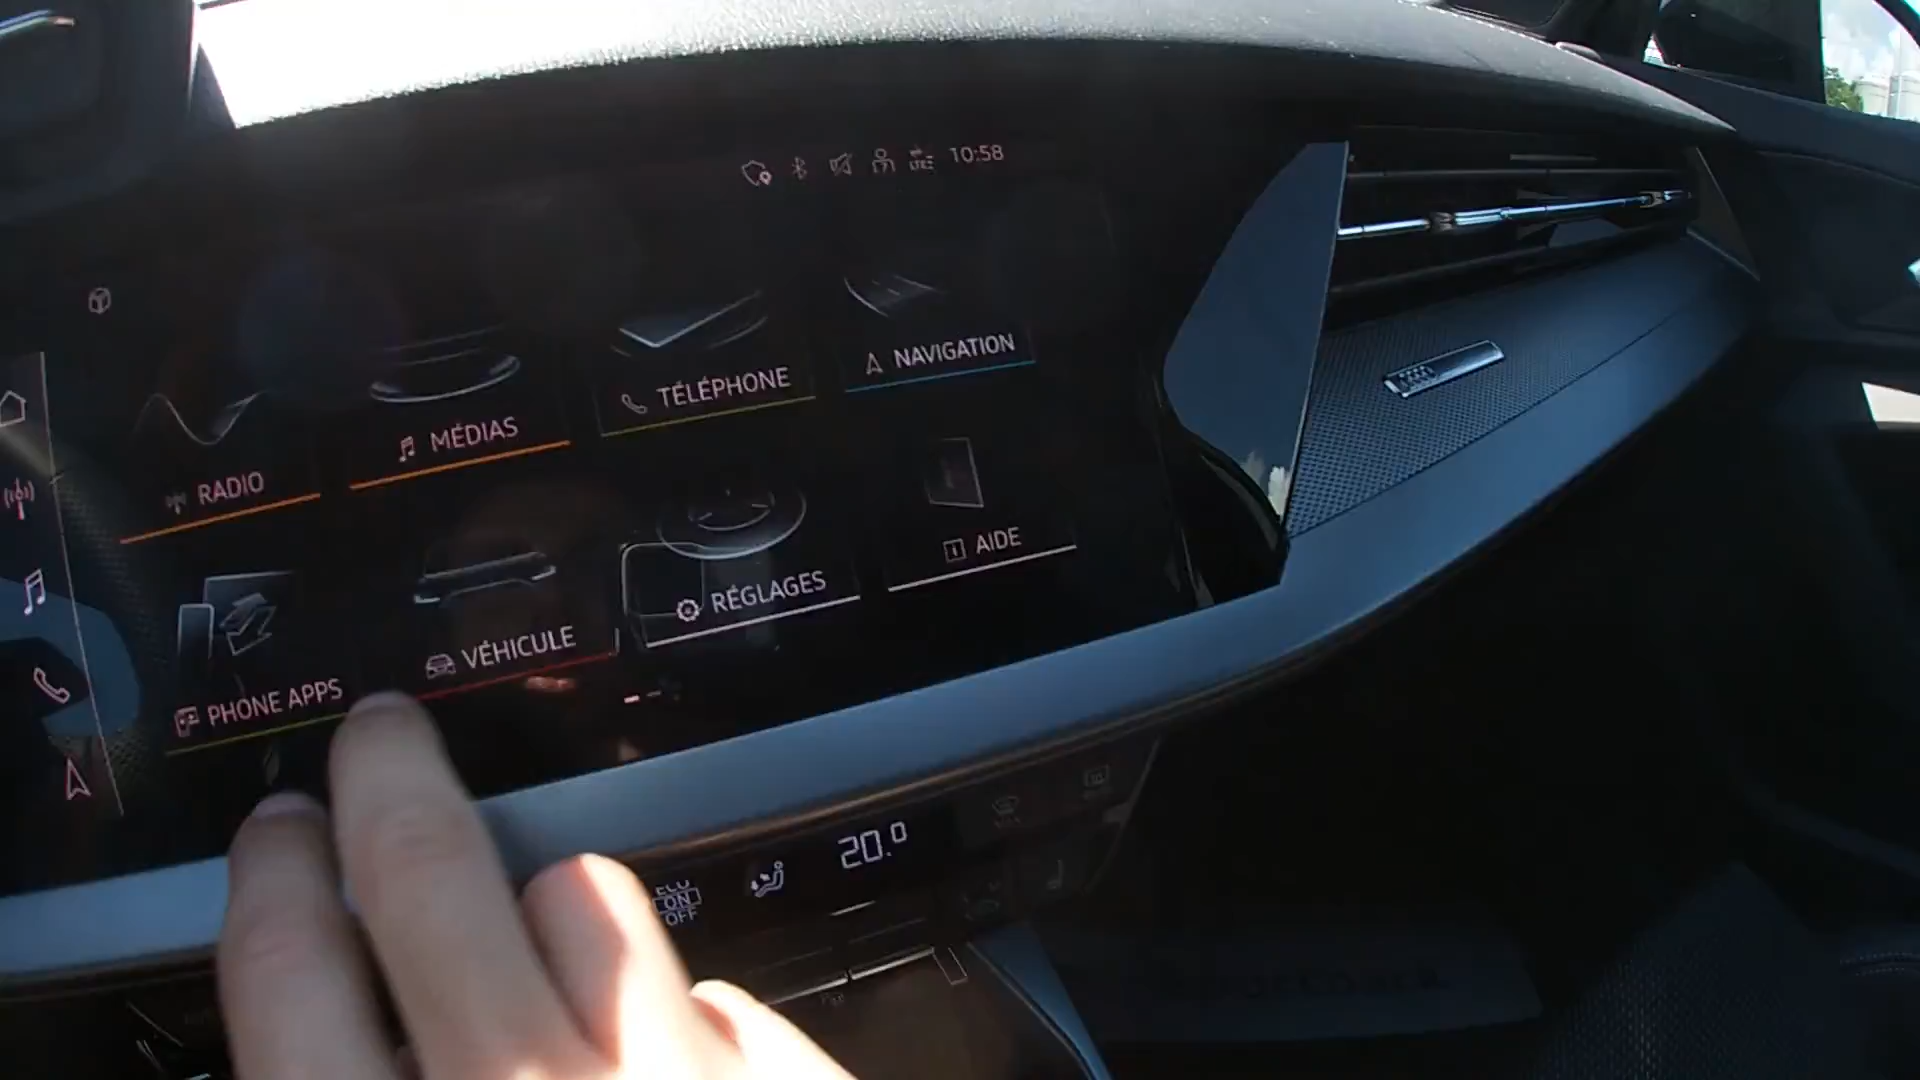 10:58
RADIO
MÉDIAS
TÉLÉPHONE
NAVIGATION
PHONE APPS
VÉHICULE
RÉGLAGES
AIDE
20.0
ECO
ON
OFF